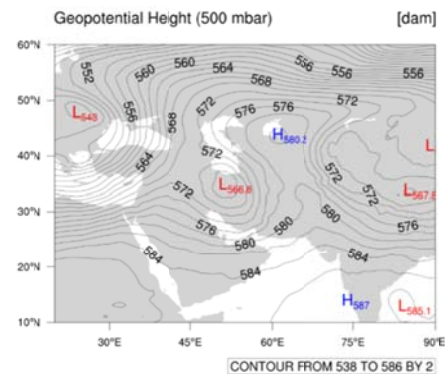 Geopotential Height (500 mbar) [dam]
60°N
552 560 560 564 556 556 556
568
50°N
572 576 576 572
L548 556 568 H580.
40°N
564 572 L
L566.8 572 L567.
572
30°N
576 580 580 576
580
584 584
20°N
584
H587 L585.1
10°N
30°E 45°E 60°E 75°E 90°E
CONTOUR FROM 538 TO 586 BY 2